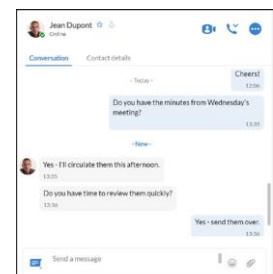 Jean Dupont
Online
Conversation
Contact details
- Today -
Cheers!
13:06
Do you have the minutes from Wednesday's
meeting?
13:35
- New -
Yes - I'll circulate them this afternoon.
13:35
Do you have time to review them quickly?
13:36
Yes - send them over.
13:36
Send a message